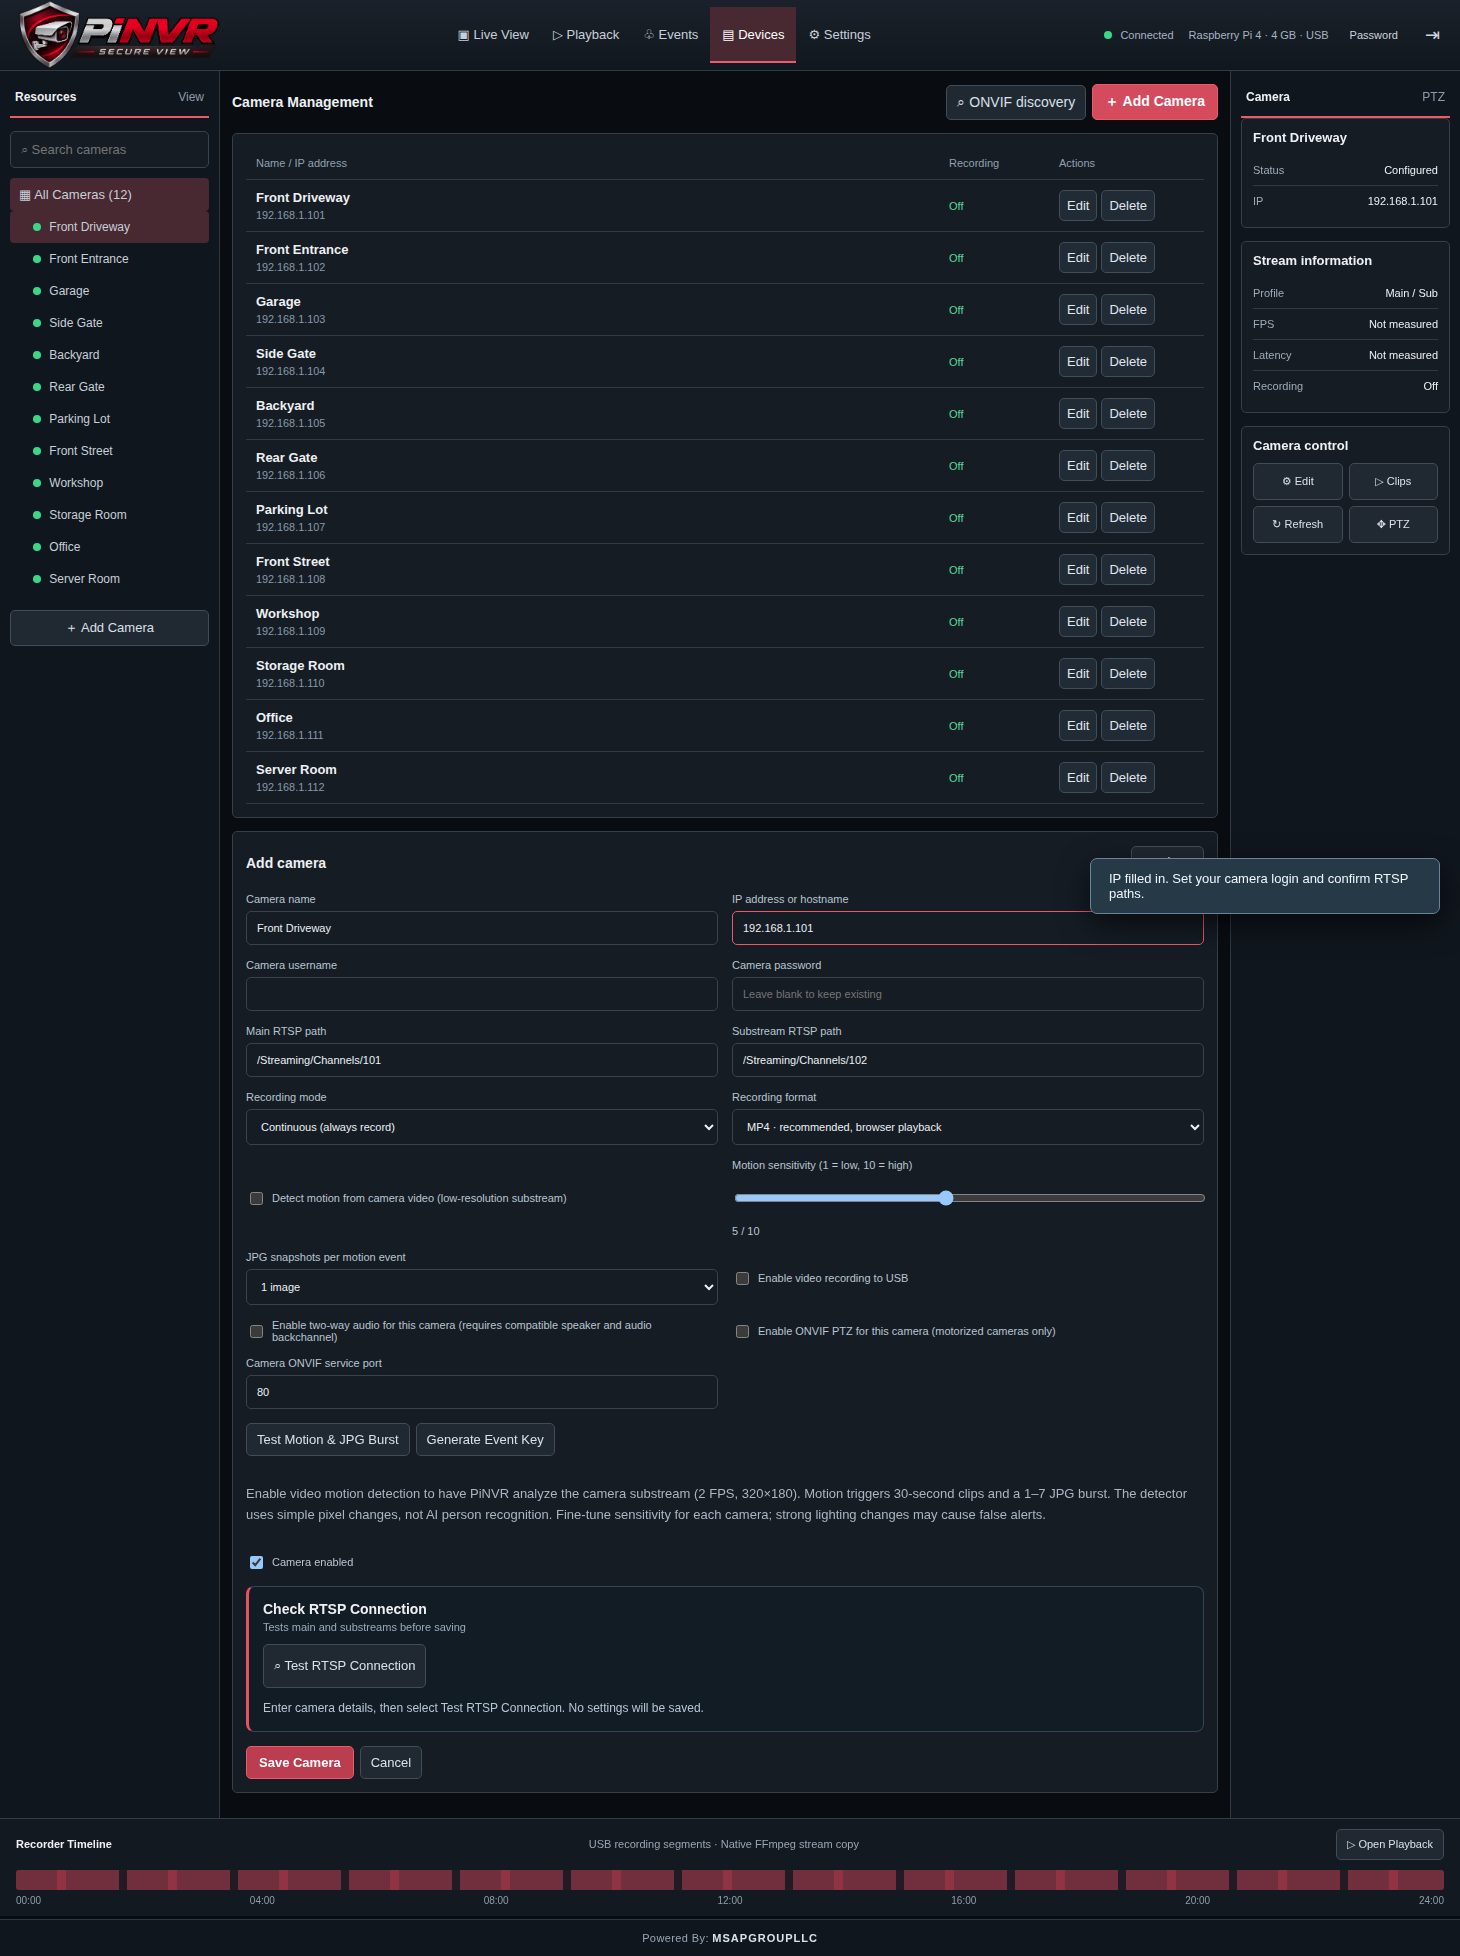 PiNVR
SECURE VIEW
▣ Live View
▷ Playback
♧ Events
▤ Devices
⚙ Settings
Connected
Raspberry Pi 4 · 4 GB · USB
Password
Resources
View
⌕ Search cameras
▦ All Cameras (12)
Front Driveway
Front Entrance
Garage
Side Gate
Backyard
Rear Gate
Parking Lot
Front Street
Workshop
Storage Room
Office
Server Room
＋ Add Camera
Camera Management
⌕ ONVIF discovery
＋ Add Camera
Name / IP address
Recording
Actions
Front Driveway
192.168.1.101
Off
Edit
Delete
Front Entrance
192.168.1.102
Off
Edit
Delete
Garage
192.168.1.103
Off
Edit
Delete
Side Gate
192.168.1.104
Off
Edit
Delete
Backyard
192.168.1.105
Off
Edit
Delete
Rear Gate
192.168.1.106
Off
Edit
Delete
Parking Lot
192.168.1.107
Off
Edit
Delete
Front Street
192.168.1.108
Off
Edit
Delete
Workshop
192.168.1.109
Off
Edit
Delete
Storage Room
192.168.1.110
Off
Edit
Delete
Office
192.168.1.111
Off
Edit
Delete
Server Room
192.168.1.112
Off
Edit
Delete
Camera
PTZ
Front Driveway
Status
Configured
IP
192.168.1.101
Stream information
Profile
Main / Sub
FPS
Not measured
Latency
Not measured
Recording
Off
Camera control
⚙ Edit
▷ Clips
↻ Refresh
✥ PTZ
Add camera
IP filled in. Set your camera login and confirm RTSP
paths.
Camera name
Front Driveway
IP address or hostname
192.168.1.101
Camera username
Camera password
Leave blank to keep existing
Main RTSP path
/Streaming/Channels/101
Substream RTSP path
/Streaming/Channels/102
Recording mode
Continuous (always record)
Recording format
MP4 · recommended, browser playback
Detect motion from camera video (low-resolution substream)
Motion sensitivity (1 = low, 10 = high)
5 / 10
JPG snapshots per motion event
1 image
Enable video recording to USB
Enable two-way audio for this camera (requires compatible speaker and audio
backchannel)
Enable ONVIF PTZ for this camera (motorized cameras only)
Camera ONVIF service port
80
Test Motion & JPG Burst
Generate Event Key
Enable video motion detection to have PiNVR analyze the camera substream (2 FPS, 320×180). Motion triggers 30-second clips and a 1–7 JPG burst. The detector
uses simple pixel changes, not AI person recognition. Fine-tune sensitivity for each camera; strong lighting changes may cause false alerts.
Camera enabled
Check RTSP Connection
Tests main and substreams before saving
⌕ Test RTSP Connection
Enter camera details, then select Test RTSP Connection. No settings will be saved.
Save Camera
Cancel
Recorder Timeline
USB recording segments · Native FFmpeg stream copy
▷ Open Playback
00:00
04:00
08:00
12:00
16:00
20:00
24:00
Powered By: MSAPGROUPLLC